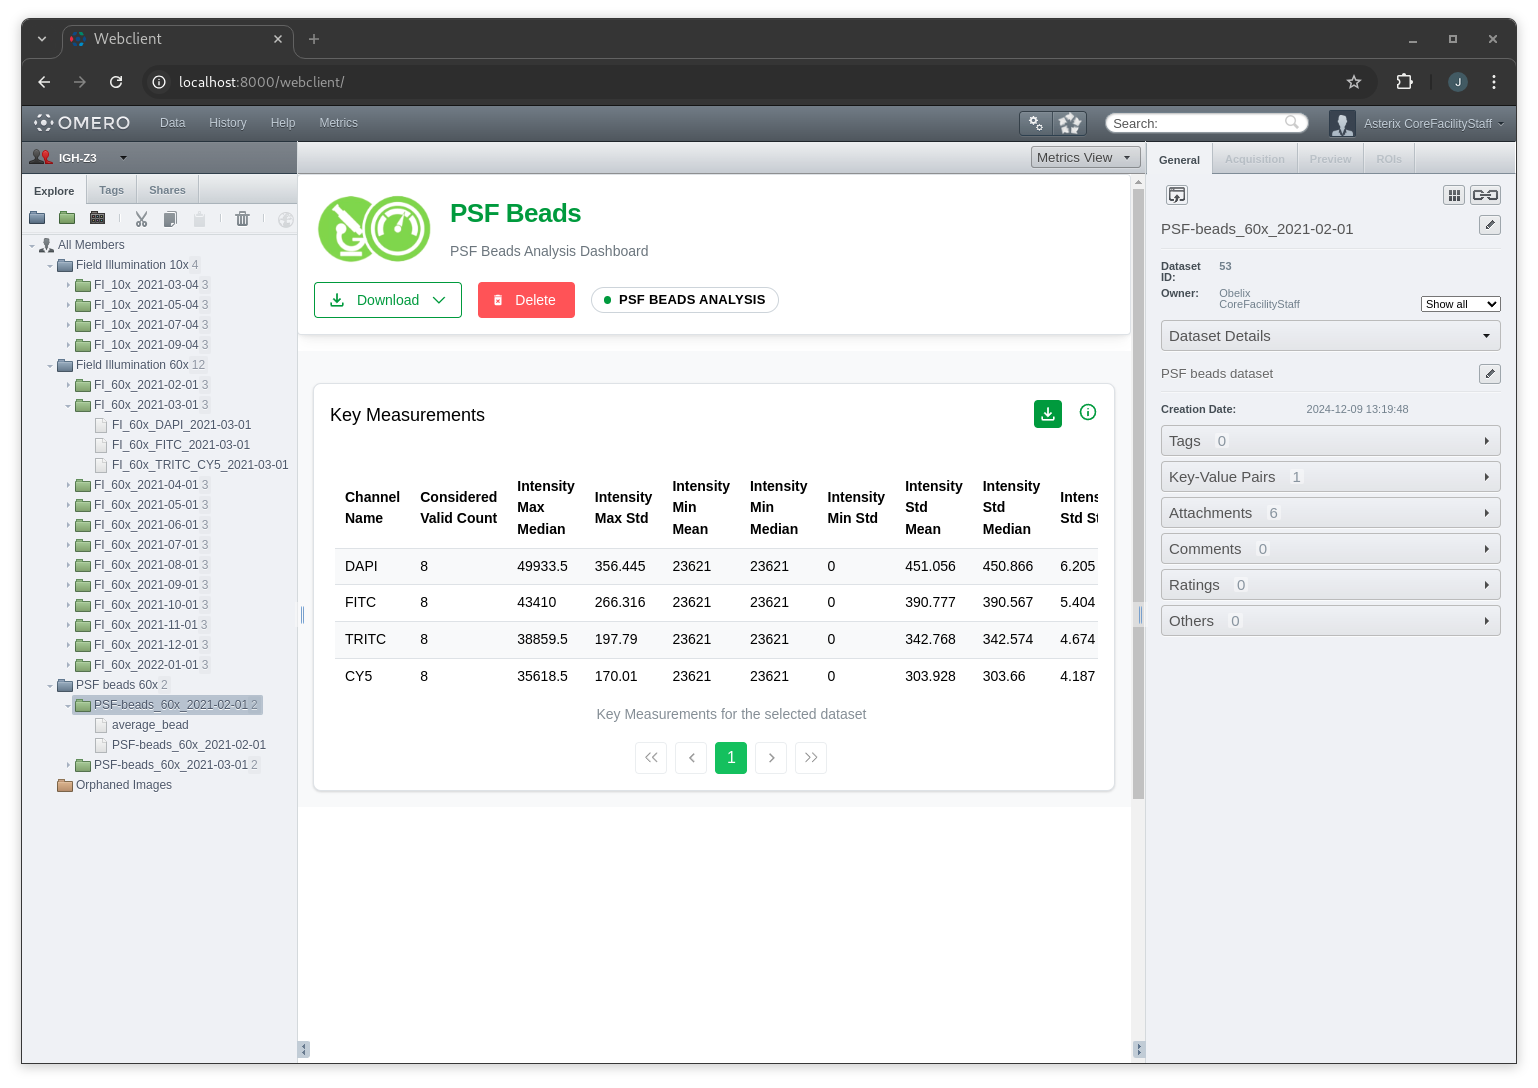 Webclient
localhost:8000/webclient/
J
OMERO
Data
History
Help
Metrics
Search:
Asterix CoreFacilityStaff
IGH-Z3
Metrics View
General
Acquisition
Preview
ROIs
Explore
Tags
Shares
All Members
Field Illumination 10x 4
FI_10x_2021-03-04 3
FI_10x_2021-05-04 3
FI_10x_2021-07-04 3
FI_10x_2021-09-04 3
Field Illumination 60x 12
FI_60x_2021-02-01 3
FI_60x_2021-03-01 3
FI_60x_DAPI_2021-03-01
FI_60x_FITC_2021-03-01
FI_60x_TRITC_CY5_2021-03-01
FI_60x_2021-04-01 3
FI_60x_2021-05-01 3
FI_60x_2021-06-01 3
FI_60x_2021-07-01 3
FI_60x_2021-08-01 3
FI_60x_2021-09-01 3
FI_60x_2021-10-01 3
FI_60x_2021-11-01 3
FI_60x_2021-12-01 3
FI_60x_2022-01-01 3
PSF beads 60x 2
PSF-beads_60x_2021-02-01 2
average_bead
PSF-beads_60x_2021-02-01
PSF-beads_60x_2021-03-01 2
Orphaned Images
PSF Beads
PSF Beads Analysis Dashboard
Download
Delete
PSF BEADS ANALYSIS
Key Measurements
Channel Name
Considered Valid Count
Intensity Max Median
Intensity Max Std
Intensity Min Mean
Intensity Min Median
Intensity Min Std
Intensity Std Mean
Intensity Std Median
Intens Std St
DAPI 8 49933.5 356.445 23621 23621 0 451.056 450.866 6.205
FITC 8 43410 266.316 23621 23621 0 390.777 390.567 5.404
TRITC 8 38859.5 197.79 23621 23621 0 342.768 342.574 4.674
CY5 8 35618.5 170.01 23621 23621 0 303.928 303.66 4.187
Key Measurements for the selected dataset
1
PSF-beads_60x_2021-02-01
Dataset ID: 53
Owner: Obelix CoreFacilityStaff
Show all
Dataset Details
PSF beads dataset
Creation Date: 2024-12-09 13:19:48
Tags 0
Key-Value Pairs 1
Attachments 6
Comments 0
Ratings 0
Others 0